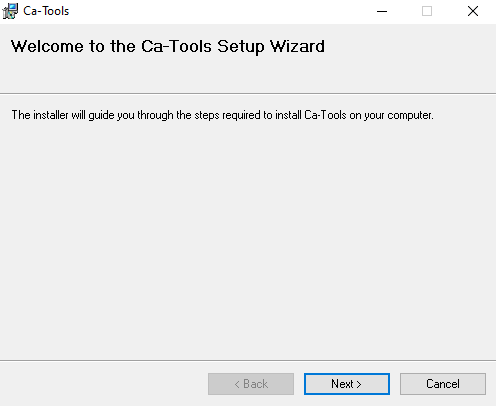 Ca-Tools
Welcome to the Ca-Tools Setup Wizard
The installer will guide you through the steps required to install Ca-Tools on your computer.
< Back
Next >
Cancel